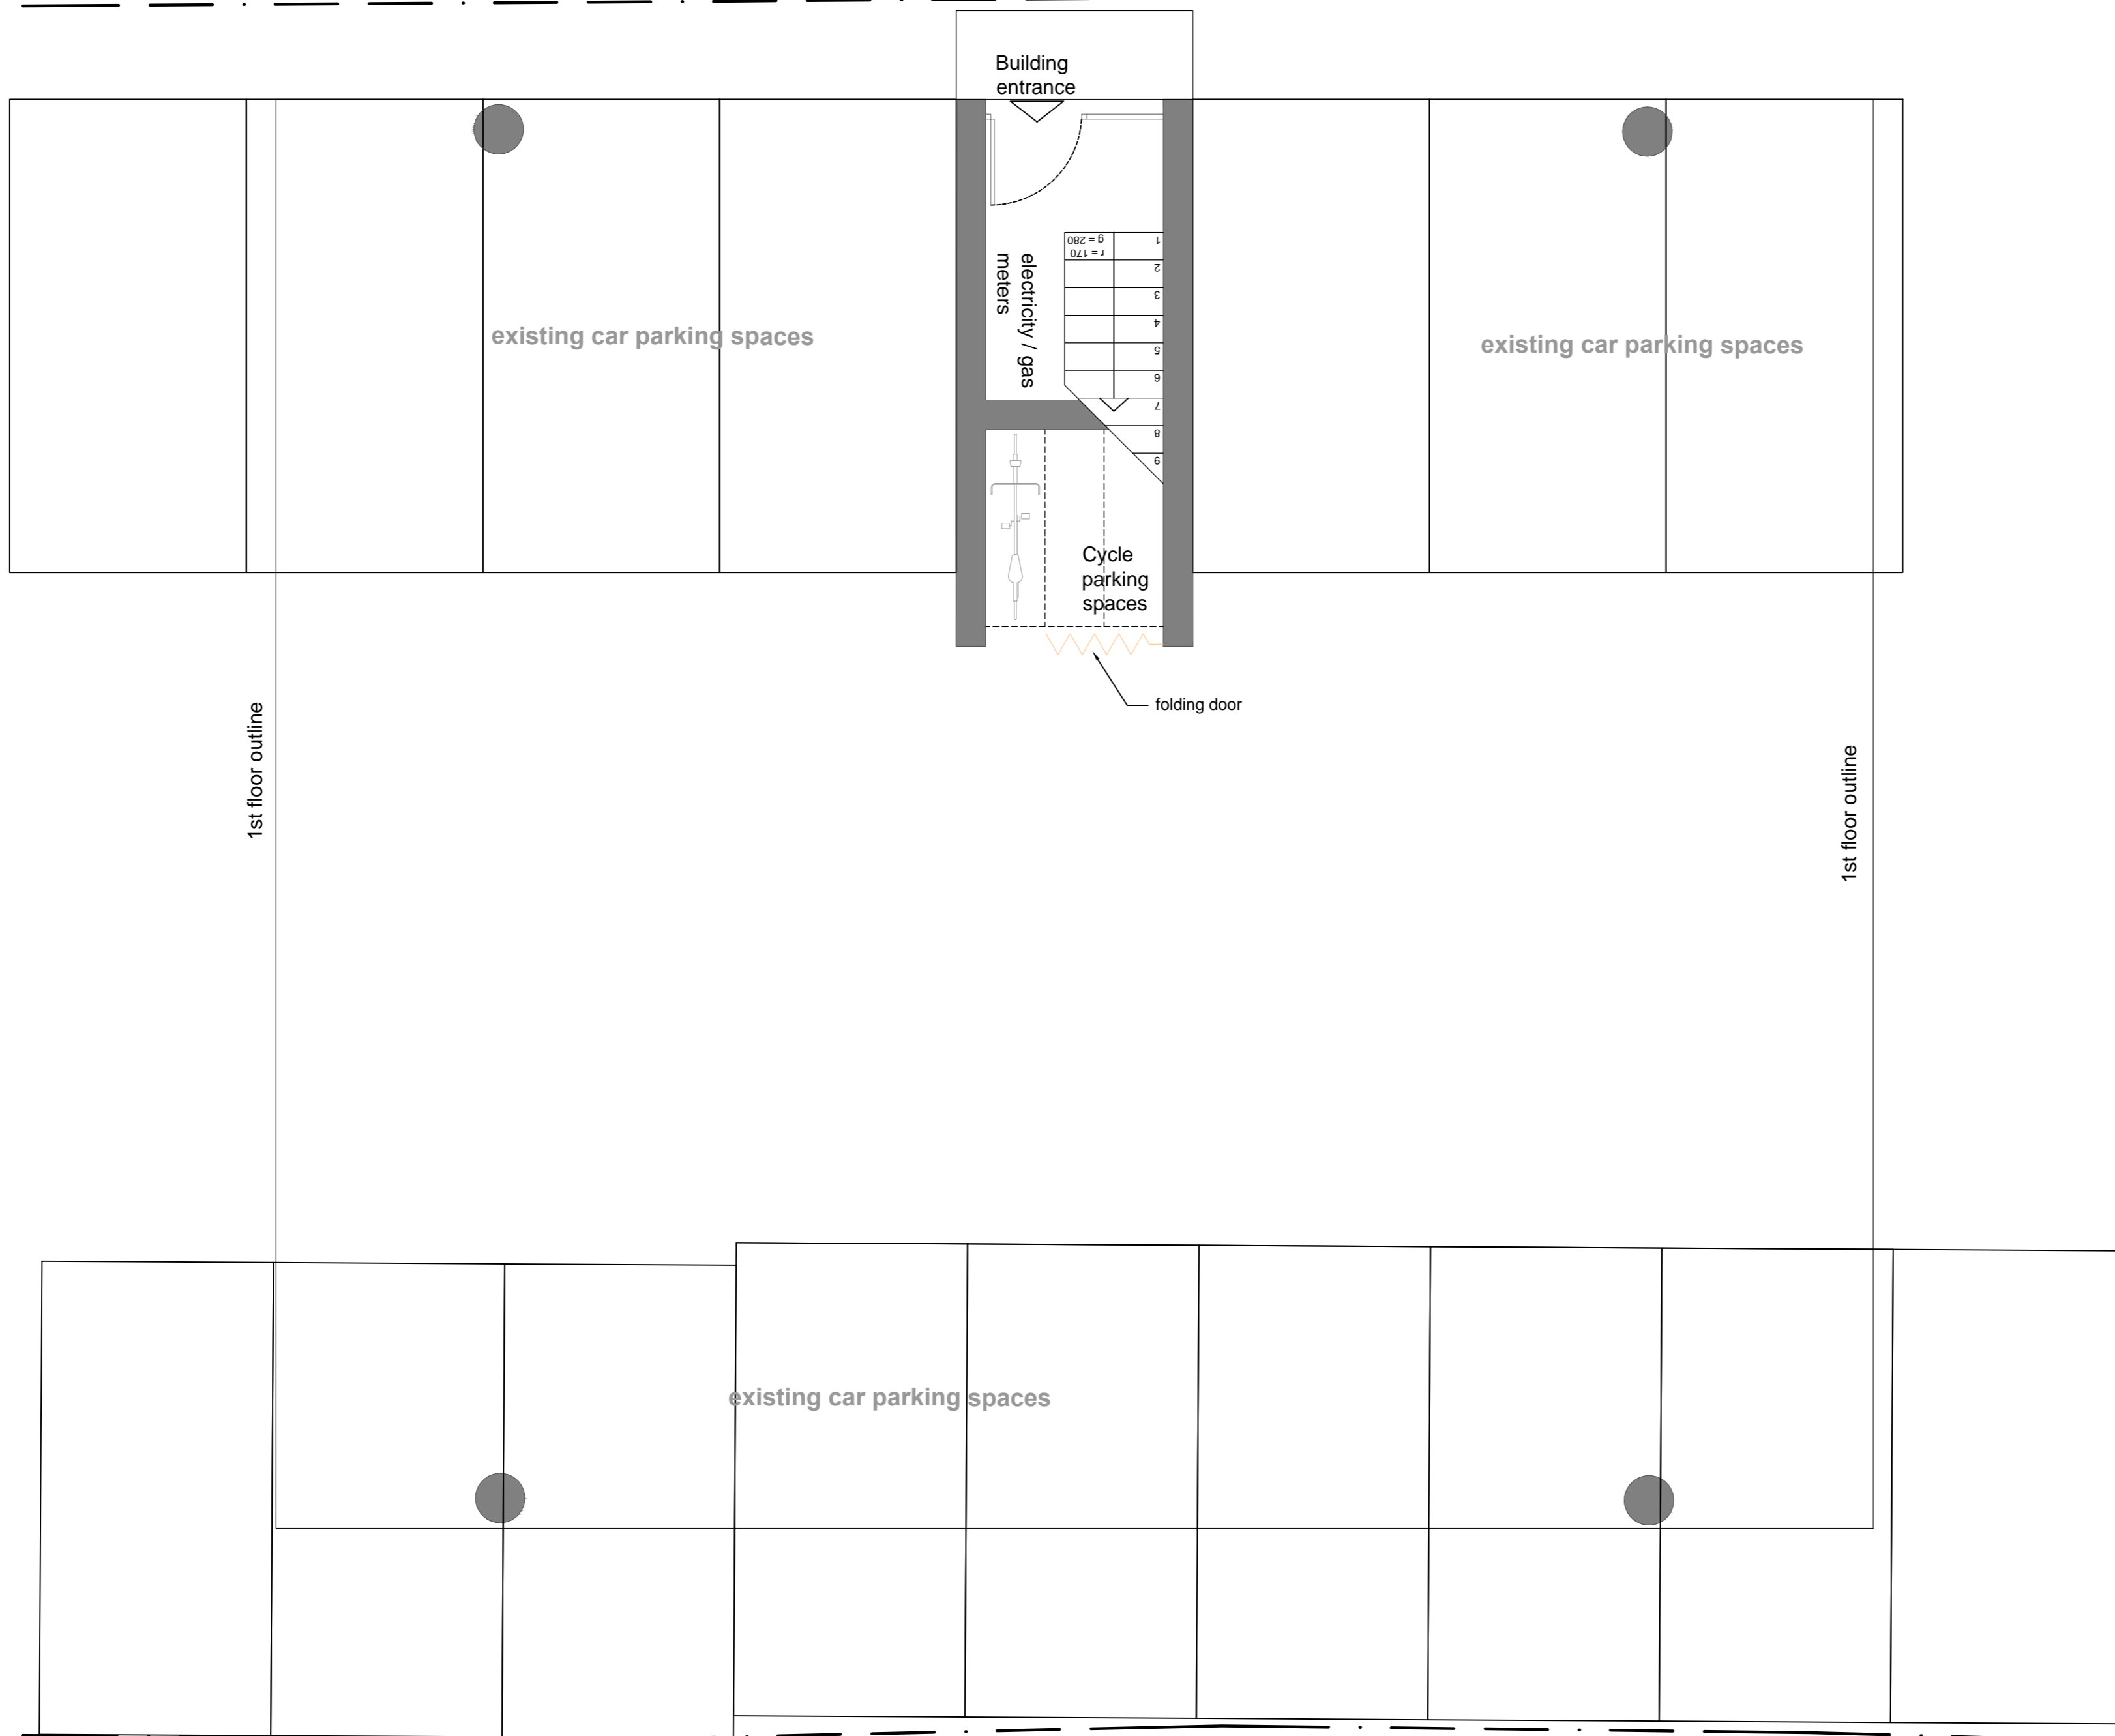 Building
entrance
g = 280
r = 170
1
2
3
4
5
6
7
8
9
electricity / gas
meters
existing car parking spaces
existing car parking spaces
Cycle
parking
spaces
folding door
1st floor outline
1st floor outline
existing car parking spaces